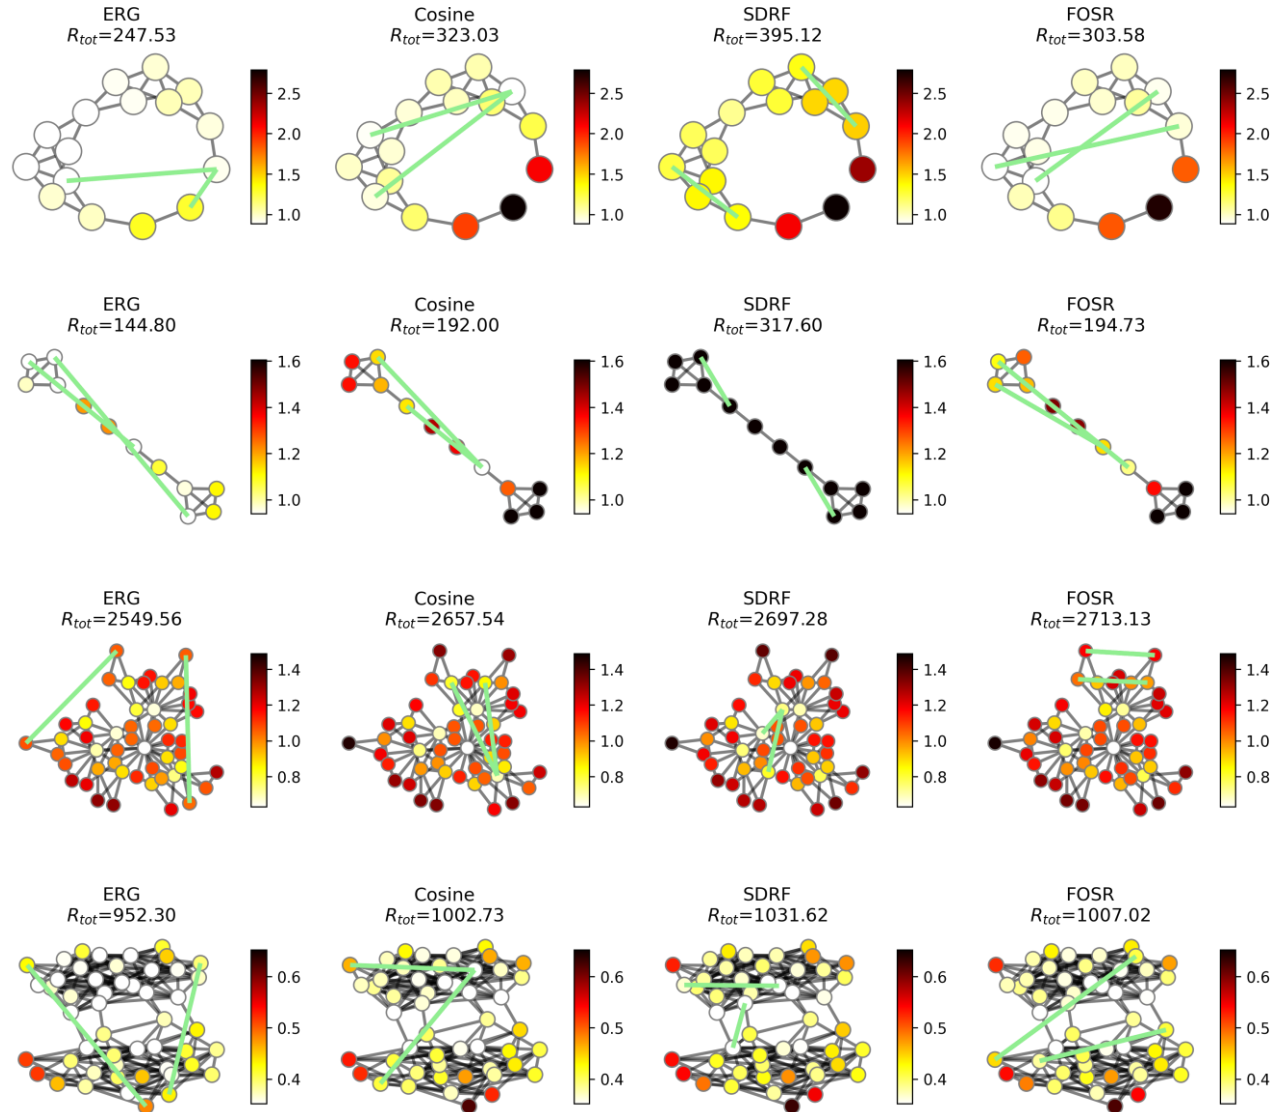 ERG Cosine SDRF FOSR
R_tot=247.53 R_tot=323.03 R_tot=395.12 R_tot=303.58
2.5 2.5 2.5 2.5
2.0 2.0 2.0 2.0
1.5 1.5 1.5 1.5
1.0 1.0 1.0 1.0
ERG Cosine SDRF FOSR
R_tot=144.80 R_tot=192.00 R_tot=317.60 R_tot=194.73
1.6 1.6 1.6 1.6
1.4 1.4 1.4 1.4
1.2 1.2 1.2 1.2
1.0 1.0 1.0 1.0
ERG Cosine SDRF FOSR
R_tot=2549.56 R_tot=2657.54 R_tot=2697.28 R_tot=2713.13
1.4 1.4 1.4 1.4
1.2 1.2 1.2 1.2
1.0 1.0 1.0 1.0
0.8 0.8 0.8 0.8
ERG Cosine SDRF FOSR
R_tot=952.30 R_tot=1002.73 R_tot=1031.62 R_tot=1007.02
0.6 0.6 0.6 0.6
0.5 0.5 0.5 0.5
0.4 0.4 0.4 0.4